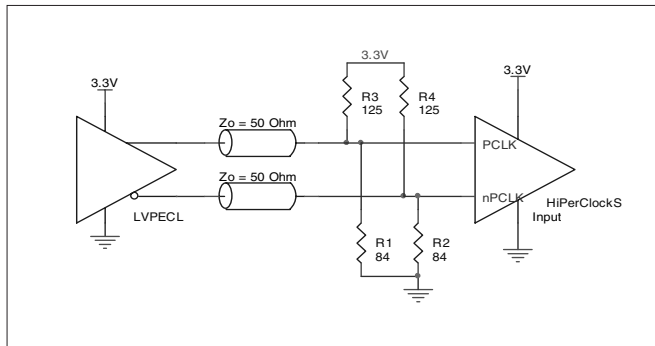 3.3V
3.3V
3.3V
R3
125
R4
125
Zo = 50 Ohm
PCLK
Zo = 50 Ohm
nPCLK
HiPerClockS
Input
LVPECL
R1
84
R2
84